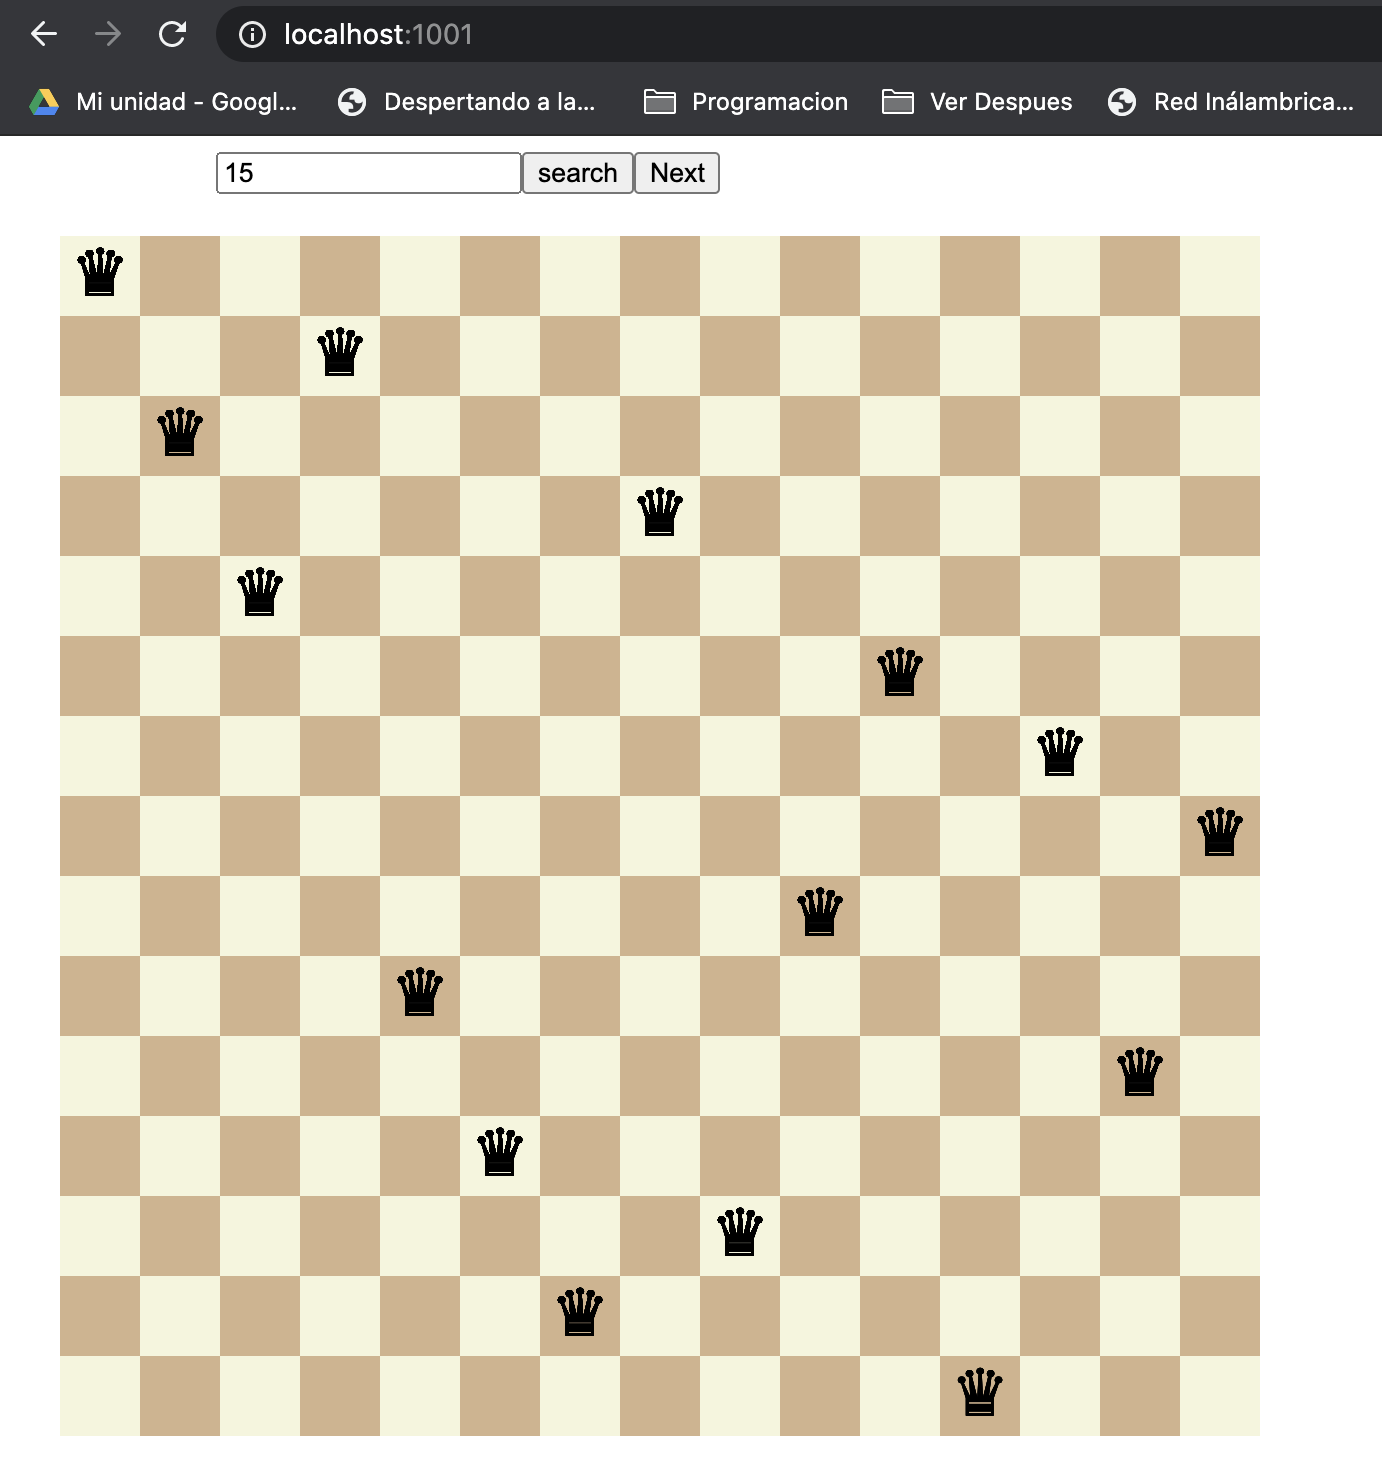 localhost:1001
Mi unidad - Googl... Despertando a la... Programacion Ver Despues Red Inálambrica...
15 search Next